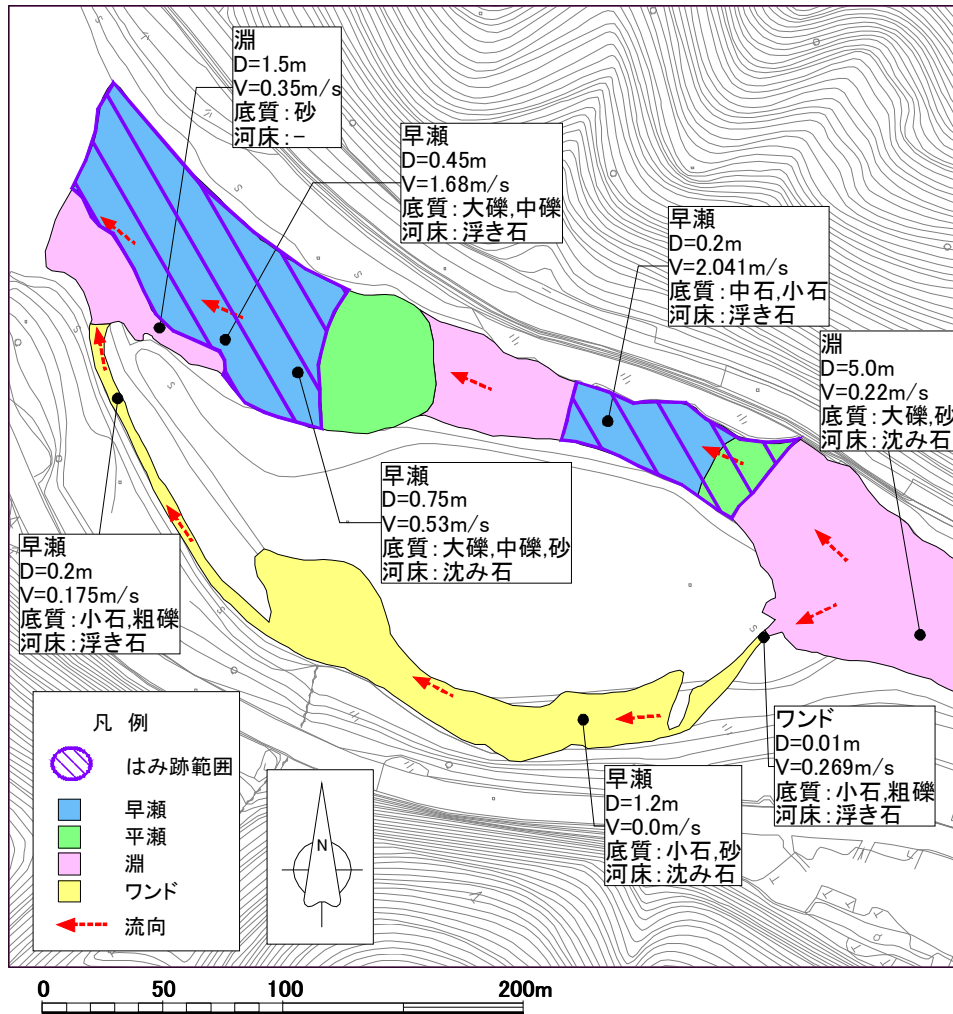 淵
D=1.5m
V=0.35m/s
底質:砂
河床:-
早瀬
D=0.45m
V=1.68m/s
底質:大礫,中礫
河床:浮き石
早瀬
D=0.2m
V=2.041m/s
底質:中石,小石
河床:浮き石
淵
D=5.0m
V=0.22m/s
底質:大礫,砂
河床:沈み石
早瀬
D=0.75m
V=0.53m/s
底質:大礫,中礫,砂
河床:沈み石
早瀬
D=0.2m
V=0.175m/s
底質:小石,粗礫
河床:浮き石
ワンド
D=0.01m
V=0.269m/s
底質:小石,粗礫
河床:浮き石
早瀬
D=1.2m
V=0.0m/s
底質:小石,砂
河床:沈み石
凡 例
はみ跡範囲
早瀬
平瀬
淵
ワンド
流向
N
0 50 100 200m